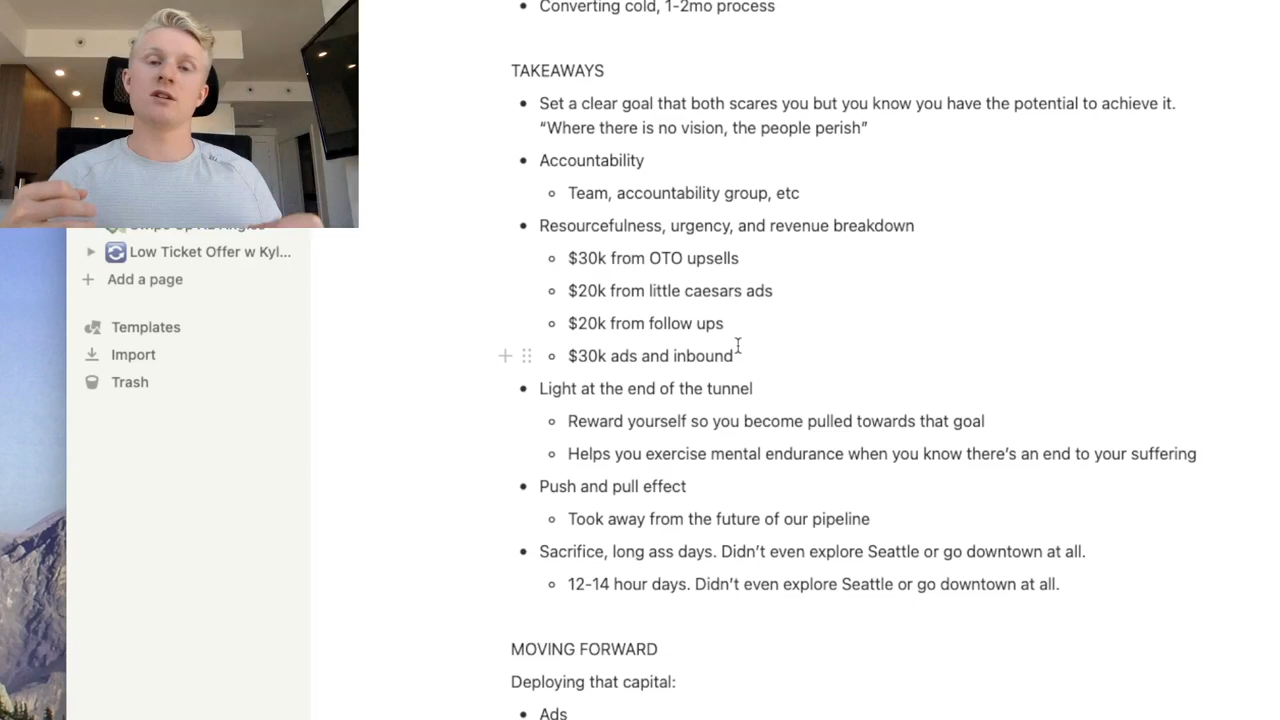 Converting cold, 1-2mo process
TAKEAWAYS
Set a clear goal that both scares you but you know you have the potential to achieve it.
“Where there is no vision, the people perish”
Accountability
Team, accountability group, etc
Resourcefulness, urgency, and revenue breakdown
$30k from OTO upsells
$20k from little caesars ads
$20k from follow ups
$30k ads and inbound
Light at the end of the tunnel
Reward yourself so you become pulled towards that goal
Helps you exercise mental endurance when you know there’s an end to your suffering
Push and pull effect
Took away from the future of our pipeline
Sacrifice, long ass days. Didn’t even explore Seattle or go downtown at all.
12-14 hour days. Didn’t even explore Seattle or go downtown at all.
MOVING FORWARD
Deploying that capital:
Ads
Low Ticket Offer w Kyl...
Add a page
Templates
Import
Trash